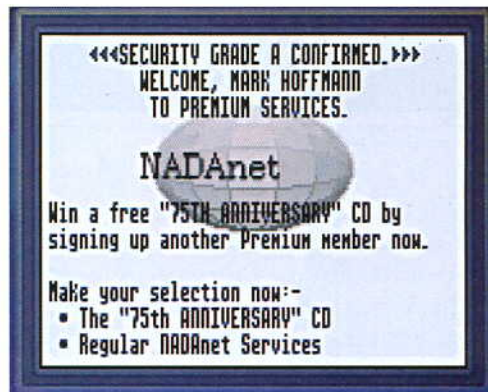 <<<SECURITY GRADE A CONFIRMED.>>>
WELCOME, MARK HOFFMANN
TO PREMIUM SERVICES.
NADAnet
Win a free "75TH ANNIVERSARY" CD by
signing up another Premium member now.
Make your selection now:-
• The "75th ANNIVERSARY" CD
• Regular NADAnet Services